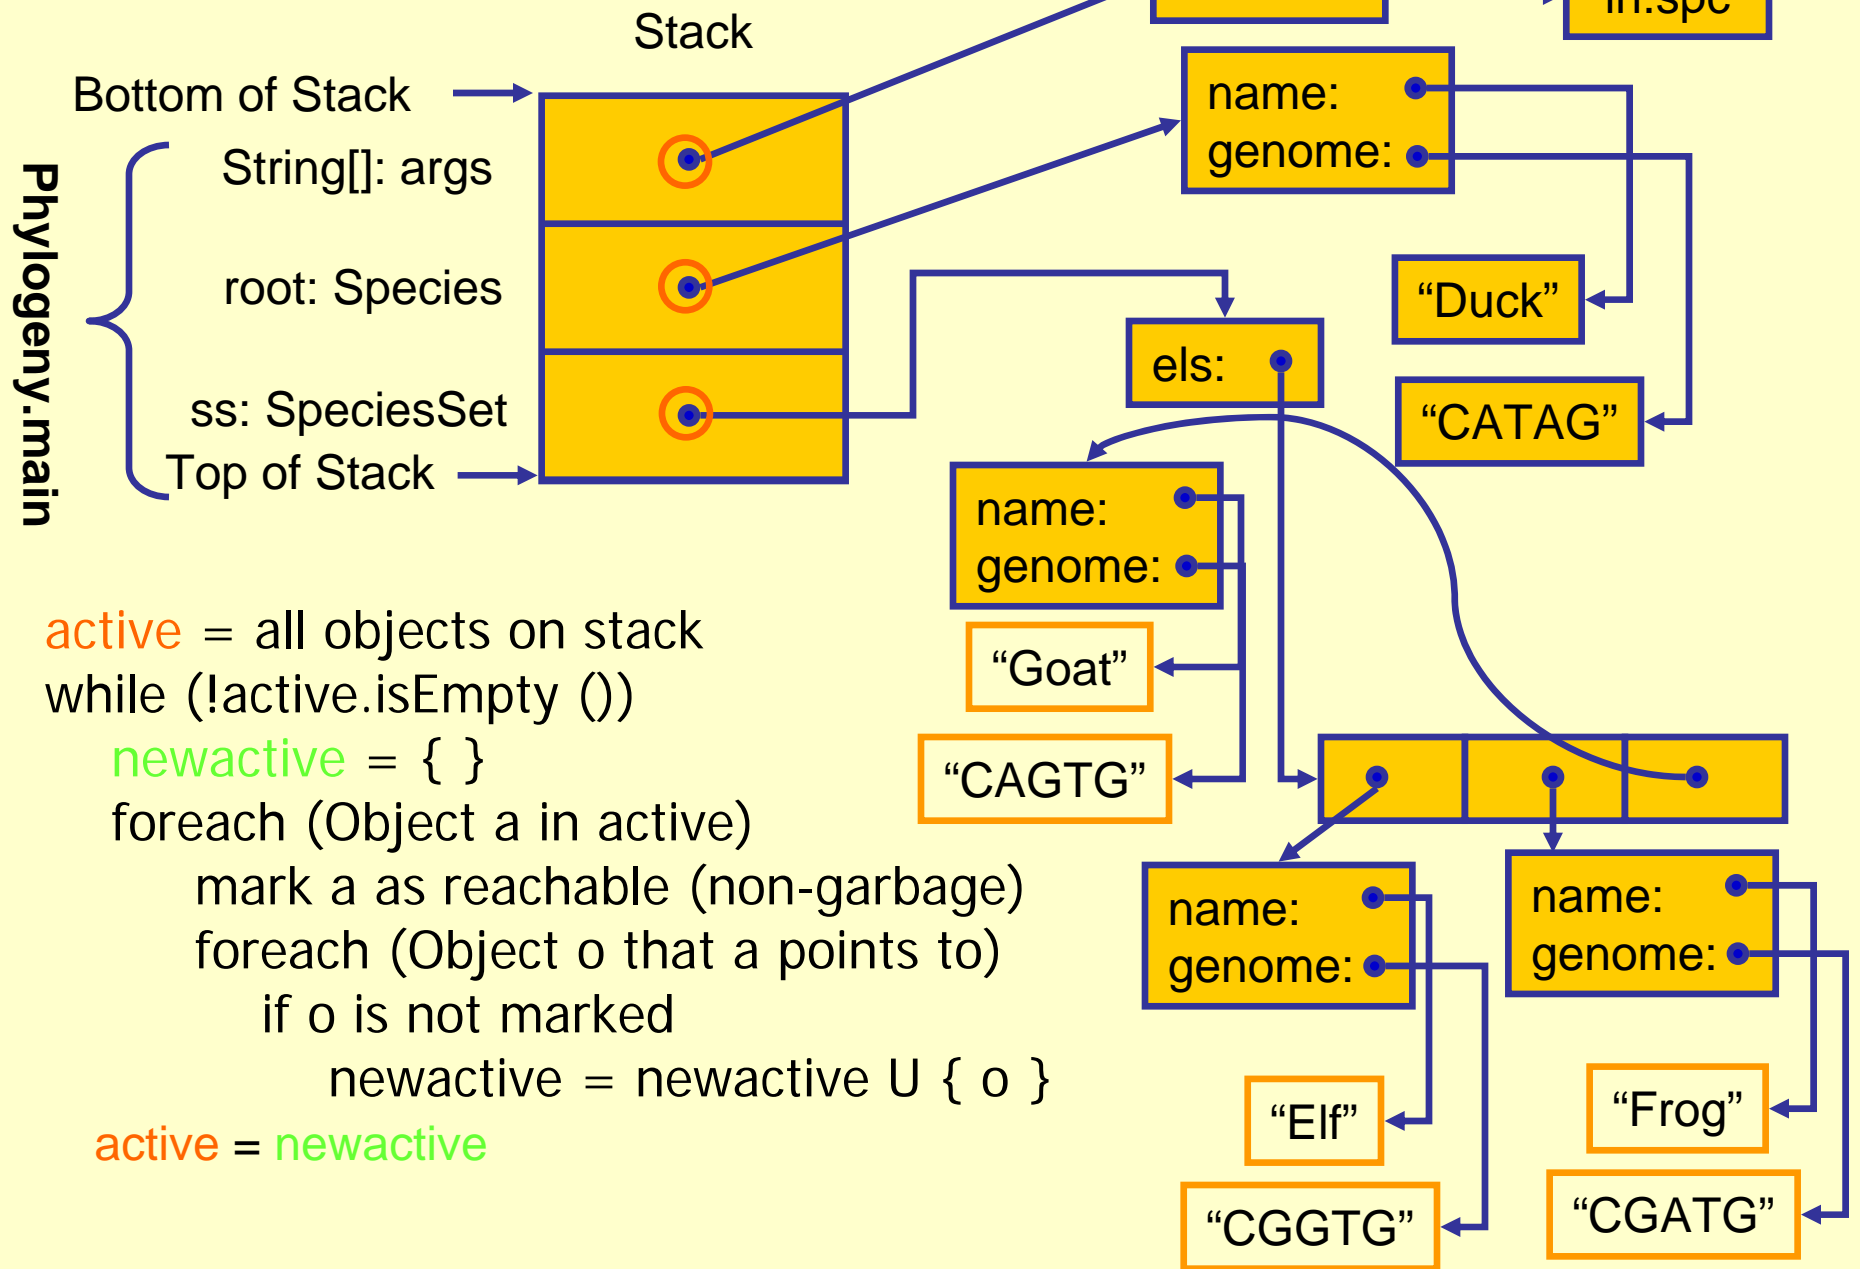 Stack
in.spc
Bottom of Stack
String[]: args
root: Species
ss: SpeciesSet
Top of Stack
Phylogeny.main
name:
genome:
“Duck”
“CATAG”
els:
name:
genome:
“Goat”
“CAGTG”
name:
genome:
name:
genome:
“Elf”
“Frog”
“CGGTG”
“CGATG”
active = all objects on stack
while (!active.isEmpty ())
newactive = { }
foreach (Object a in active)
mark a as reachable (non-garbage)
foreach (Object o that a points to)
if o is not marked
newactive = newactive U { o }
active = newactive